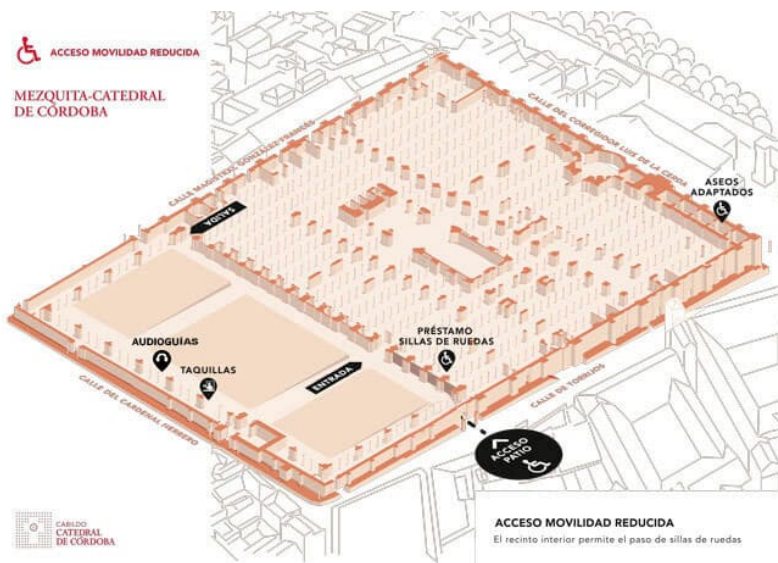 ACCESO MOVILIDAD REDUCIDA
MEZQUITA-CATEDRAL
DE CÓRDOBA
CALLE MAGISTRAL GONZÁLEZ FRANCÉS
CALLE DEL CORREGIDOR LUIS DE LA CERDA
ASEOS
ADAPTADOS
SALIDA
PRÉSTAMO
SILLAS DE RUEDAS
AUDIOGUÍAS
TAQUILLAS
ENTRADA
CALLE DEL CARDENAL HERRERO
CALLE DE TORRIJOS
ACCESO
PATIO
CABILDO
CATEDRAL
DE CÓRDOBA
ACCESO MOVILIDAD REDUCIDA
El recinto interior permite el paso de sillas de ruedas